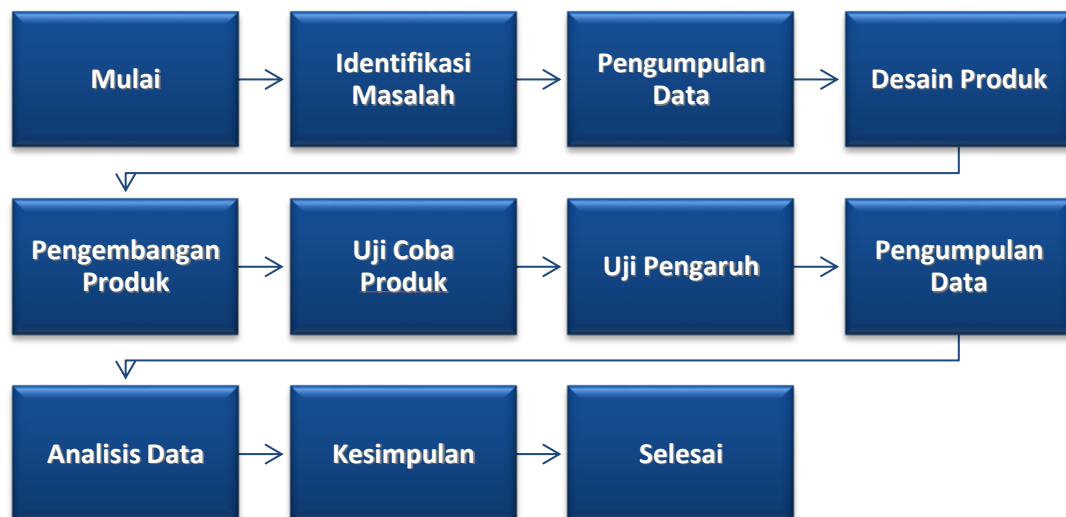 Mulai
Identifikasi
Masalah
Pengumpulan
Data
Desain Produk
Pengembangan
Produk
Uji Coba
Produk
Uji Pengaruh
Pengumpulan
Data
Analisis Data
Kesimpulan
Selesai